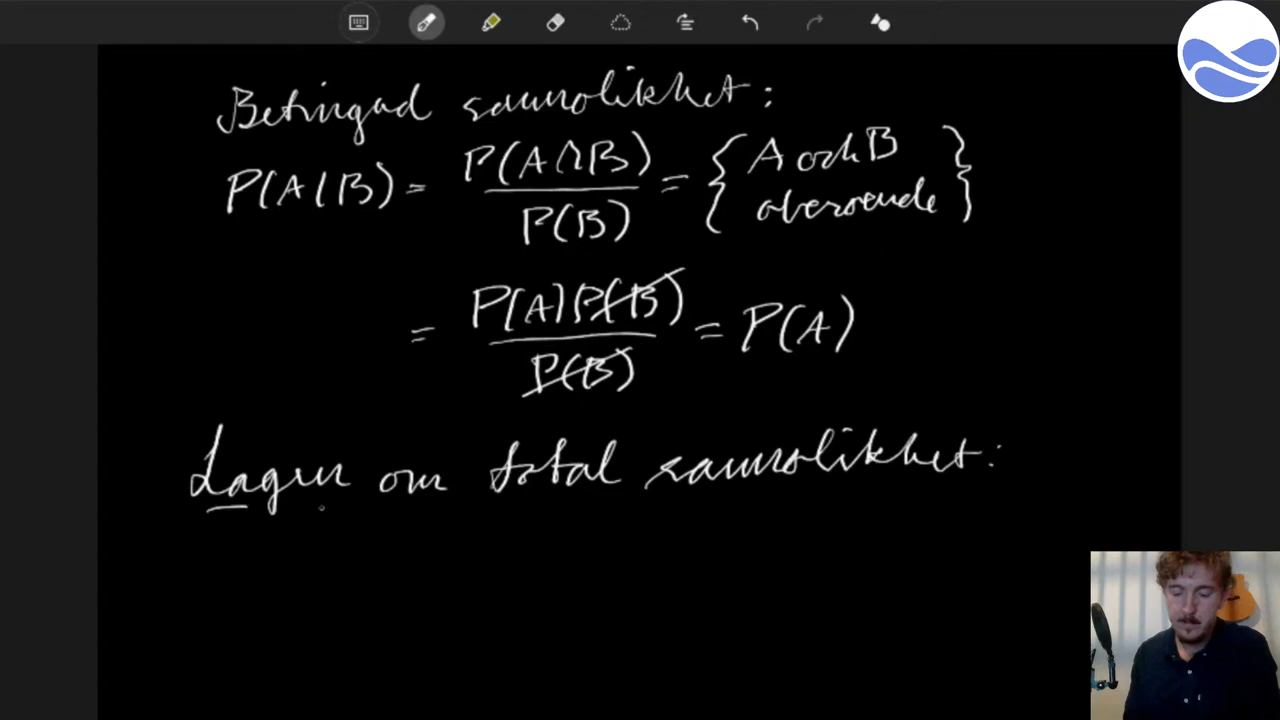 Betingad sannolikhet:
P(A|B) = P(A∩B) / P(B) = { A och B oberoende }
= P(A)P(B) / P(B) = P(A)
Lagen om total sannolikhet: